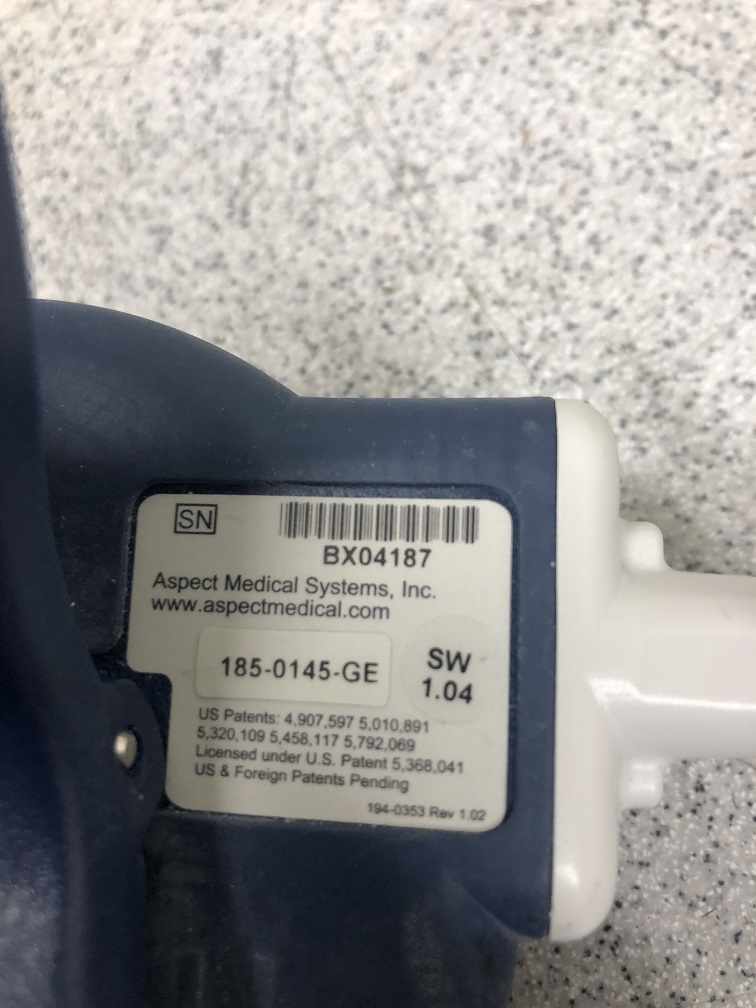 SN
BX04187
Aspect Medical Systems, Inc.
www.aspectmedical.com
185-0145-GE
SW
1.04
US Patents: 4,907,597 5,010,891
5,320,109 5,458,117 5,792,069
Licensed under U.S. Patent 5,368,041
US & Foreign Patents Pending
194-0353 Rev 1.02